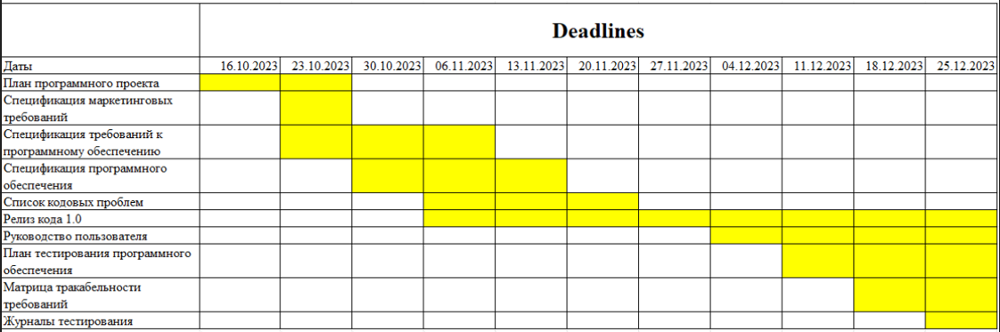 Deadlines
Даты 16.10.2023 23.10.2023 30.10.2023 06.11.2023 13.11.2023 20.11.2023 27.11.2023 04.12.2023 11.12.2023 18.12.2023 25.12.2023
План программного проекта
Спецификация маркетинговых
требований
Спецификация требований к
программному обеспечению
Спецификация программного
обеспечения
Список кодовых проблем
Релиз кода 1.0
Руководство пользователя
План тестирования программного
обеспечения
Матрица тракабельности
требований
Журналы тестирования